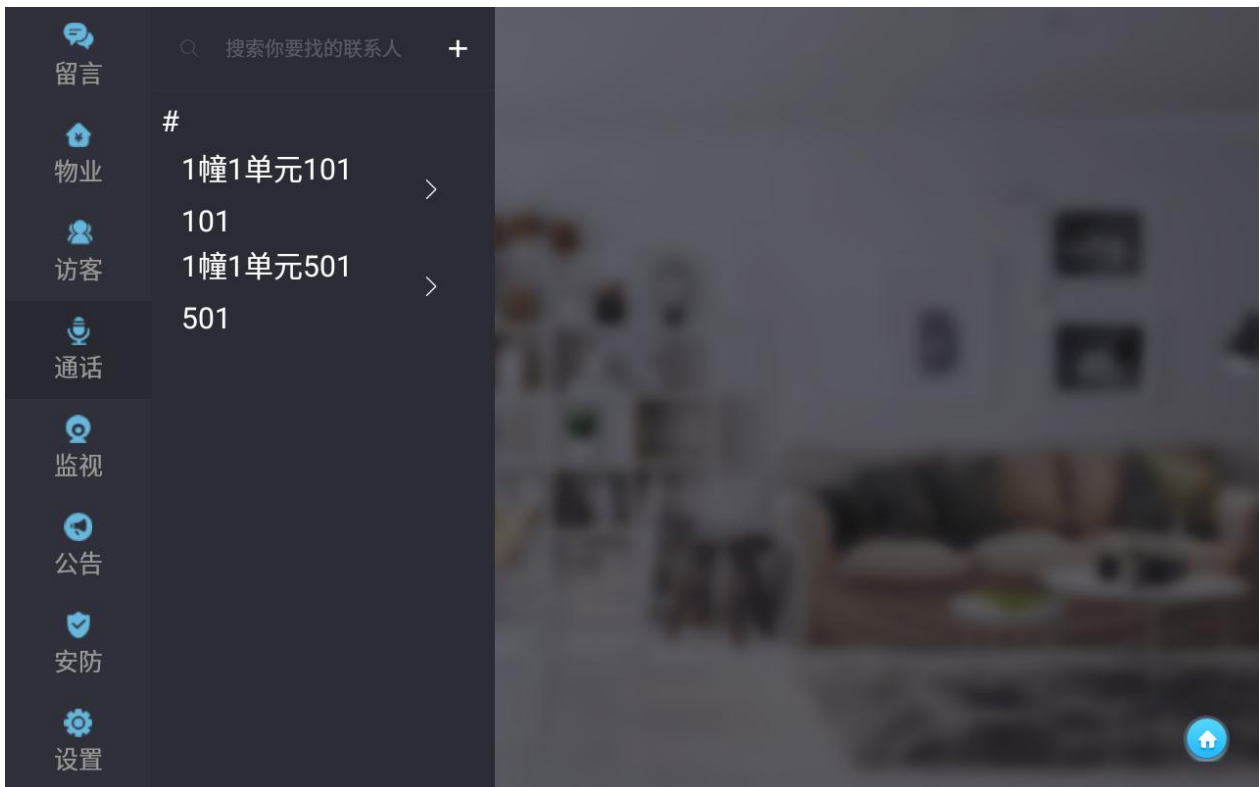 留言
物业
访客
通话
监视
公告
安防
设置
搜索你要找的联系人 +
#
1幢1单元101
101
1幢1单元501
501